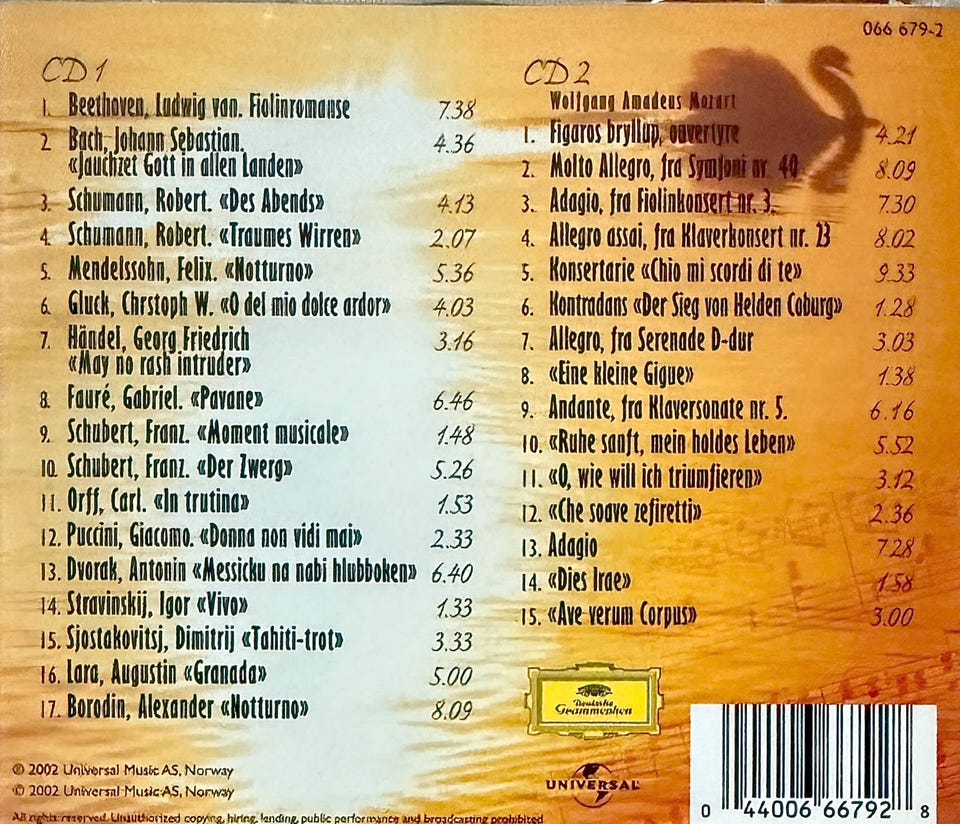 066 679-2
CD 1
1. Beethoven, Ludwig van. Fiolinromanse 7.38
2. Bach, Johann Sebastian. 4.36
«Jauchzet Gott in allen Landen»
3. Schumann, Robert. «Des Abends» 4.13
4. Schumann, Robert. «Traumes Wirren» 2.07
5. Mendelssohn, Felix. «Notturno» 5.36
6. Gluck, Chrstoph W. «O del mio dolce ardor» 4.03
7. Händel, Georg Friedrich 3.16
«May no rash intruder»
8. Fauré, Gabriel. «Pavane» 6.46
9. Schubert, Franz. «Moment musicale» 1.48
10. Schubert, Franz. «Der Zwerg» 5.26
11. Orff, Carl. «In trutina» 1.53
12. Puccini, Giacomo. «Donna non vidi mai» 2.33
13. Dvorak, Antonin «Messicku na nabi hlubboken» 6.40
14. Stravinskij, Igor «Vivo» 1.33
15. Sjostakovitsj, Dimitrij «Tahiti-trot» 3.33
16. Lara, Augustin «Granada» 5.00
17. Borodin, Alexander «Notturno» 8.09
CD 2
Wolfgang Amadeus Mozart
1. Figaros bryllup, ouvertyre 4.21
2. Molto Allegro, fra Symfoni nr. 40 8.09
3. Adagio, fra Fiolinkonsert nr. 3. 7.30
4. Allegro assai, fra Klaverkonsert nr. 23 8.02
5. Konsertarie «Chio mi scordi di te» 9.33
6. Kontradans «Der Sieg von Helden Coburg» 1.28
7. Allegro, fra Serenade D-dur 3.03
8. «Eine kleine Gigue» 1.38
9. Andante, fra Klaversonate nr. 5. 6.16
10. «Ruhe sanft, mein holdes Leben» 5.52
11. «O, wie will ich triumfieren» 3.12
12. «Che soave zefiretti» 2.36
13. Adagio 7.28
14. «Dies Irae» 1.58
15. «Ave verum Corpus» 3.00
Deutsche
Grammophon
UNIVERSAL
℗ 2002 Universal Music AS, Norway
© 2002 Universal Music AS, Norway
All rights reserved. Unauthorized copying, hiring, lending, public performance and broadcasting prohibited
0 44006 66792 8